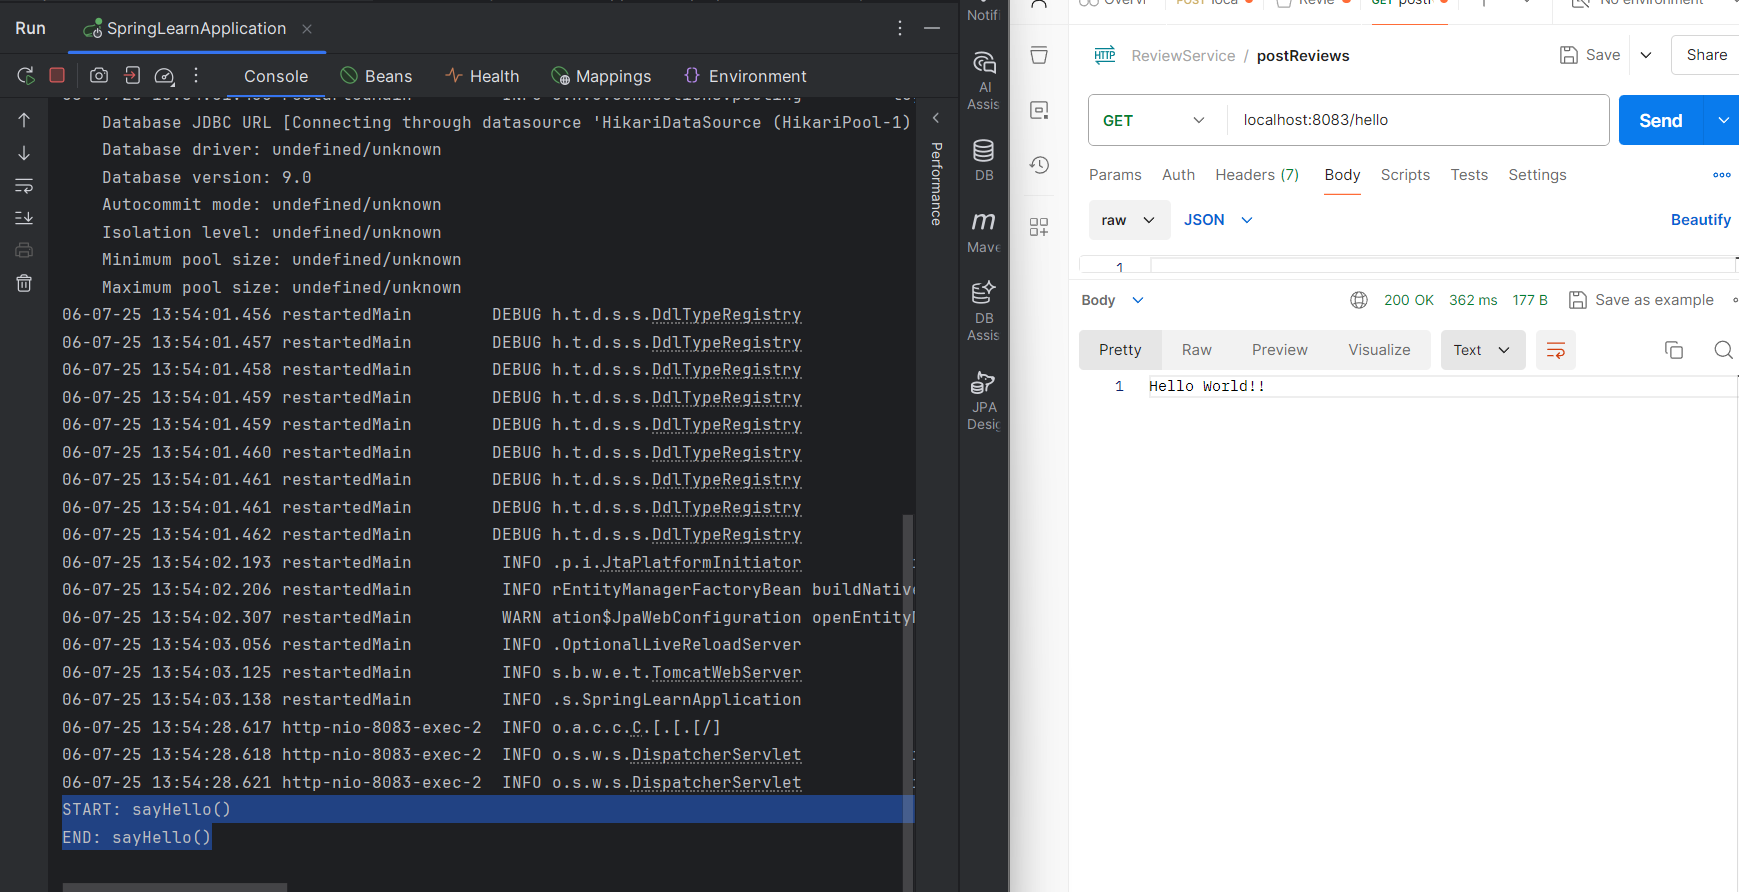 Run
SpringLearnApplication
Console
Beans
Health
Mappings
Environment
Database JDBC URL [Connecting through datasource 'HikariDataSource (HikariPool-1)
Database driver: undefined/unknown
Database version: 9.0
Autocommit mode: undefined/unknown
Isolation level: undefined/unknown
Minimum pool size: undefined/unknown
Maximum pool size: undefined/unknown
06-07-25 13:54:01.456 restartedMain DEBUG h.t.d.s.s.DdlTypeRegistry
06-07-25 13:54:01.457 restartedMain DEBUG h.t.d.s.s.DdlTypeRegistry
06-07-25 13:54:01.458 restartedMain DEBUG h.t.d.s.s.DdlTypeRegistry
06-07-25 13:54:01.459 restartedMain DEBUG h.t.d.s.s.DdlTypeRegistry
06-07-25 13:54:01.459 restartedMain DEBUG h.t.d.s.s.DdlTypeRegistry
06-07-25 13:54:01.460 restartedMain DEBUG h.t.d.s.s.DdlTypeRegistry
06-07-25 13:54:01.461 restartedMain DEBUG h.t.d.s.s.DdlTypeRegistry
06-07-25 13:54:01.461 restartedMain DEBUG h.t.d.s.s.DdlTypeRegistry
06-07-25 13:54:01.462 restartedMain DEBUG h.t.d.s.s.DdlTypeRegistry
06-07-25 13:54:02.193 restartedMain INFO .p.i.JtaPlatformInitiator
06-07-25 13:54:02.206 restartedMain INFO rEntityManagerFactoryBean buildNativ
06-07-25 13:54:02.307 restartedMain WARN ation$JpaWebConfiguration openEntity
06-07-25 13:54:03.056 restartedMain INFO .OptionalLiveReloadServer
06-07-25 13:54:03.125 restartedMain INFO s.b.w.e.t.TomcatWebServer
06-07-25 13:54:03.138 restartedMain INFO .s.SpringLearnApplication
06-07-25 13:54:28.617 http-nio-8083-exec-2 INFO o.a.c.c.C.[.[.[/]
06-07-25 13:54:28.618 http-nio-8083-exec-2 INFO o.s.w.s.DispatcherServlet
06-07-25 13:54:28.621 http-nio-8083-exec-2 INFO o.s.w.s.DispatcherServlet
START: sayHello()
END: sayHello()
Performance
Notifi
AI
Assis
DB
m
Mave
DB
Assis
JPA
Desig
HTTP
ReviewService / postReviews
Save
Share
GET
localhost:8083/hello
Send
Params
Auth
Headers (7)
Body
Scripts
Tests
Settings
raw
JSON
Beautify
1
Body
200 OK
362 ms
177 B
Save as example
Pretty
Raw
Preview
Visualize
Text
1 Hello World!!